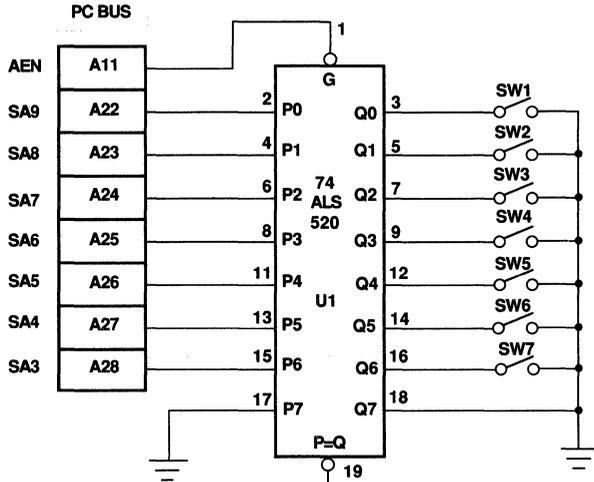 PC BUS
1
AEN A11 G
SA9 A22 2 P0 Q0 3 SW1
SA8 A23 4 P1 Q1 5 SW2
SA7 A24 6 P2 74 Q2 7 SW3
ALS
520
SA6 A25 8 P3 Q3 9 SW4
SA5 A26 11 P4 Q4 12 SW5
U1
SA4 A27 13 P5 Q5 14 SW6
SA3 A28 15 P6 Q6 16 SW7
17 P7 Q7 18
P=Q
19